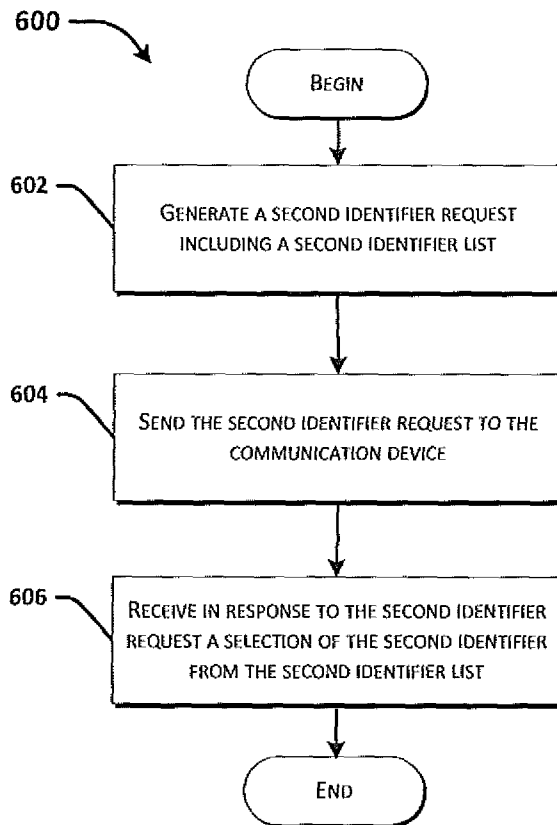 600
BEGIN
602
GENERATE A SECOND IDENTIFIER REQUEST
INCLUDING A SECOND IDENTIFIER LIST
604
SEND THE SECOND IDENTIFIER REQUEST TO THE
COMMUNICATION DEVICE
606
RECEIVE IN RESPONSE TO THE SECOND IDENTIFIER
REQUEST A SELECTION OF THE SECOND IDENTIFIER
FROM THE SECOND IDENTIFIER LIST
END